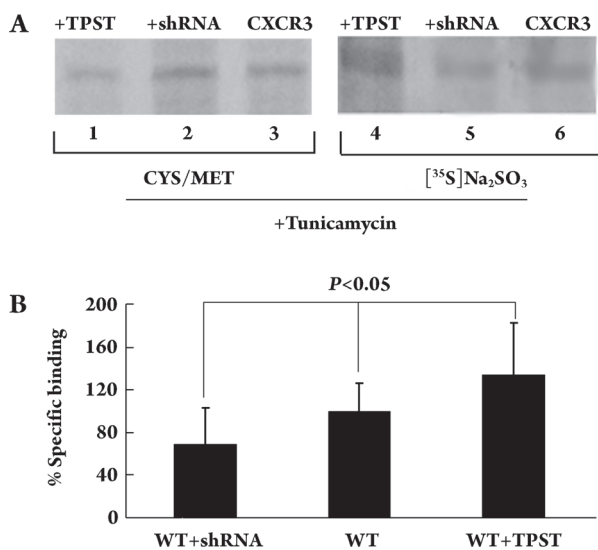 A
+TPST +shRNA CXCR3 +TPST +shRNA CXCR3
1 2 3 4 5 6
CYS/MET [³⁵S]Na₂SO₃
+Tunicamycin
B
P<0.05
% Specific binding
200
160
120
80
40
0
WT+shRNA WT WT+TPST